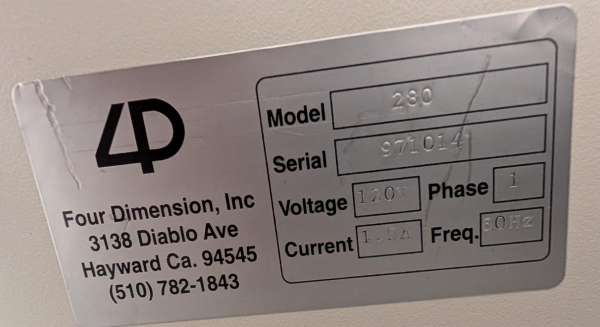 4D
Four Dimension, Inc
3138 Diablo Ave
Hayward Ca. 94545
(510) 782-1843
Model 280
Serial 971014
Voltage 120V Phase 1
Current Freq. 60Hz